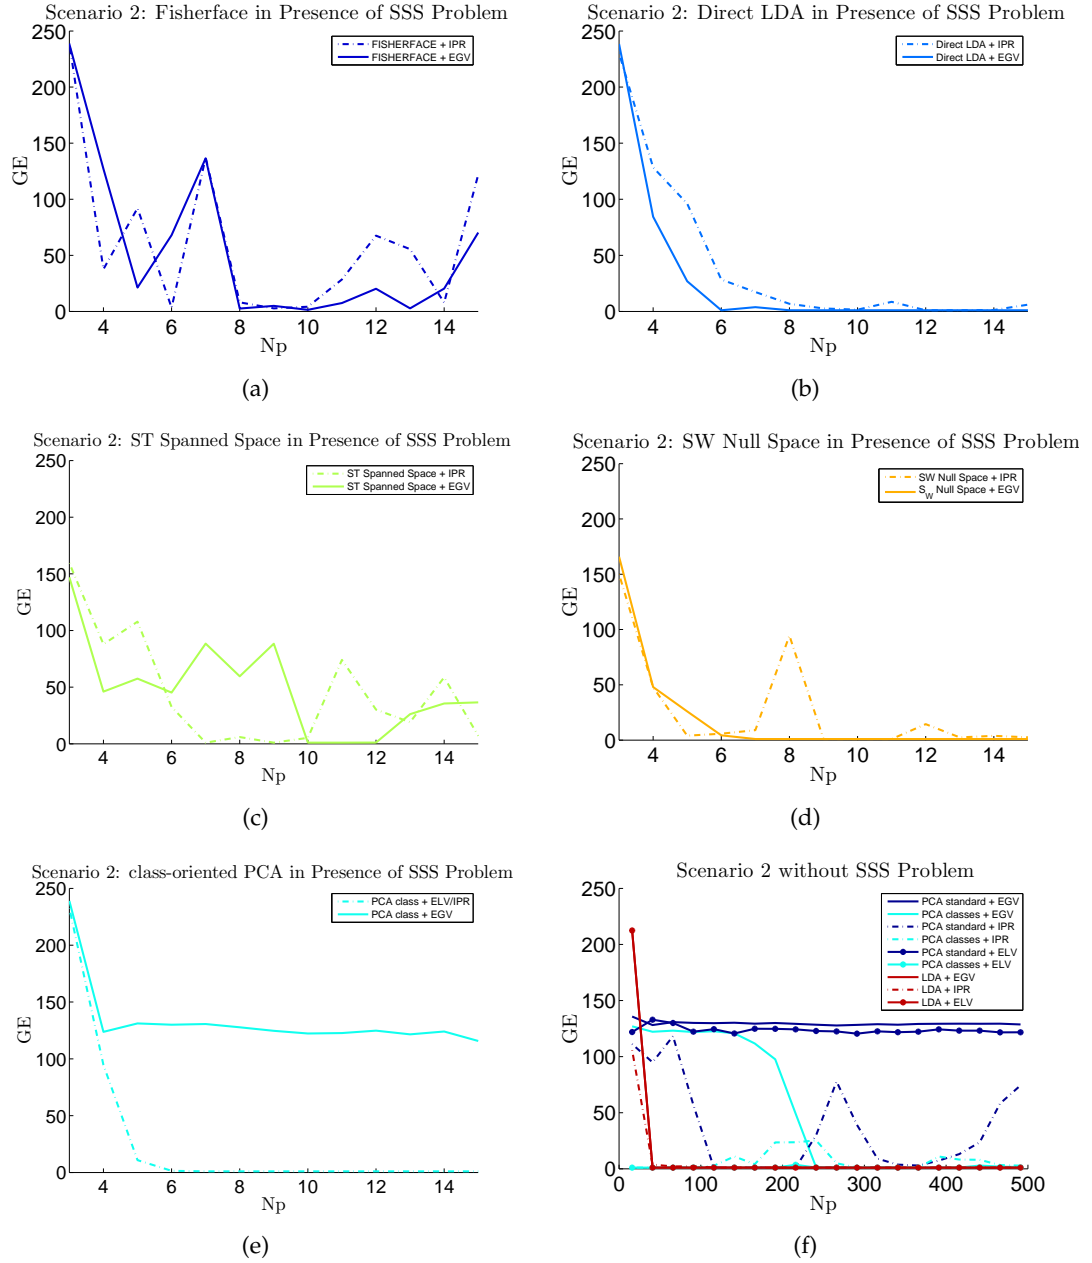 Scenario 2: Fisherface in Presence of SSS Problem
250
200
150
100
50
0
GE
FISHERFACE + IPR
FISHERFACE + EGV
4 6 8 10 12 14
Np
(a)
Scenario 2: Direct LDA in Presence of SSS Problem
250
200
150
100
50
0
GE
Direct LDA + IPR
Direct LDA + EGV
4 6 8 10 12 14
Np
(b)
Scenario 2: ST Spanned Space in Presence of SSS Problem
250
200
150
100
50
0
GE
ST Spanned Space + IPR
ST Spanned Space + EGV
4 6 8 10 12 14
Np
(c)
Scenario 2: SW Null Space in Presence of SSS Problem
250
200
150
100
50
0
GE
SW Null Space + IPR
S_W Null Space + EGV
4 6 8 10 12 14
Np
(d)
Scenario 2: class-oriented PCA in Presence of SSS Problem
250
200
150
100
50
0
GE
PCA class + ELV/IPR
PCA class + EGV
4 6 8 10 12 14
Np
(e)
Scenario 2 without SSS Problem
250
200
150
100
50
0
GE
PCA standard + EGV
PCA classes + EGV
PCA standard + IPR
PCA classes + IPR
PCA standard + ELV
PCA classes + ELV
LDA + EGV
LDA + IPR
LDA + ELV
0 100 200 300 400 500
Np
(f)